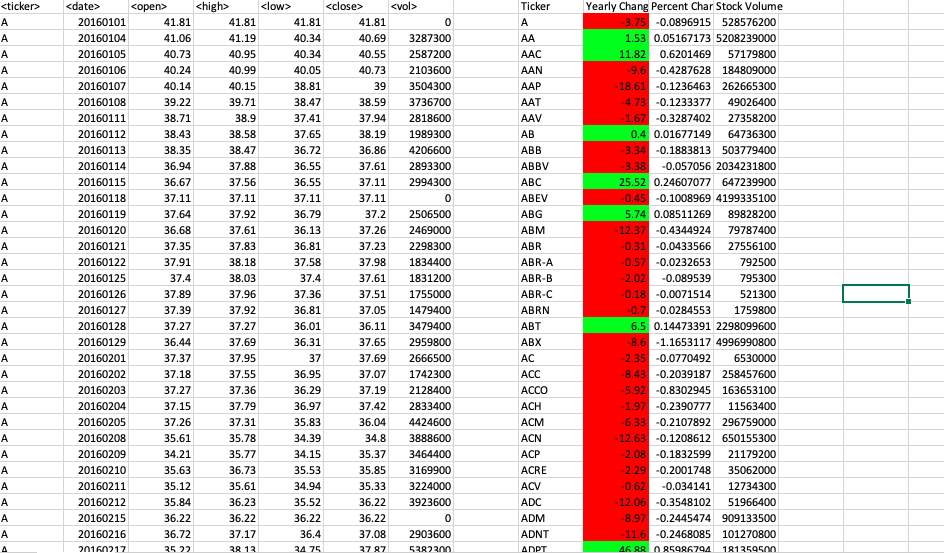 <ticker> <date> <open> <high> <low> <close> <vol> Ticker Yearly Chang Percent Char Stock Volume
A 20160101 41.81 41.81 41.81 41.81 0 A -3.75 -0.0896915 528576200
A 20160104 41.06 41.19 40.34 40.69 3287300 AA 1.53 0.05167173 5208239000
A 20160105 40.73 40.95 40.34 40.55 2587200 AAC 11.82 0.6201469 57179800
A 20160106 40.24 40.99 40.05 40.73 2103600 AAN -9.6 -0.4287628 184809000
A 20160107 40.14 40.15 38.81 39 3504300 AAP -18.61 -0.1236463 262665300
A 20160108 39.22 39.71 38.47 38.59 3736700 AAT -4.73 -0.1233377 49026400
A 20160111 38.71 38.9 37.41 37.94 2818600 AAV -1.67 -0.3287402 27358200
A 20160112 38.43 38.58 37.65 38.19 1989300 AB 0.4 0.01677149 64736300
A 20160113 38.35 38.47 36.72 36.86 4206600 ABB -3.34 -0.1883813 503779400
A 20160114 36.94 37.88 36.55 37.61 2893300 ABBV -3.38 -0.057056 2034231800
A 20160115 36.67 37.56 36.55 37.11 2994300 ABC 25.52 0.24607077 647239900
A 20160118 37.11 37.11 37.11 37.11 0 ABEV -0.45 -0.1008969 4199335100
A 20160119 37.64 37.92 36.79 37.2 2506500 ABG 5.74 0.08511269 89828200
A 20160120 36.68 37.61 36.13 37.26 2469000 ABM -12.37 -0.4344924 79787400
A 20160121 37.35 37.83 36.81 37.23 2298300 ABR -0.31 -0.0433566 27556100
A 20160122 37.91 38.18 37.58 37.98 1834400 ABR-A -0.57 -0.0232653 792500
A 20160125 37.4 38.03 37.4 37.61 1831200 ABR-B -2.02 -0.089539 795300
A 20160126 37.89 37.96 37.36 37.51 1755000 ABR-C -0.18 -0.0071514 521300
A 20160127 37.39 37.92 36.81 37.05 1479400 ABRN -0.7 -0.0284553 1759800
A 20160128 37.27 37.27 36.01 36.11 3479400 ABT 6.5 0.14473391 2298099600
A 20160129 36.44 37.69 36.31 37.65 2959800 ABX -8.6 -1.1653117 4996990800
A 20160201 37.37 37.95 37 37.69 2666500 AC -2.35 -0.0770492 6530000
A 20160202 37.18 37.55 36.95 37.07 1742300 ACC -8.43 -0.2039187 258457600
A 20160203 37.27 37.36 36.29 37.19 2128400 ACCO -5.92 -0.8302945 163653100
A 20160204 37.15 37.79 36.97 37.42 2833400 ACH -1.97 -0.2390777 11563400
A 20160205 37.26 37.31 35.83 36.04 4424600 ACM -6.33 -0.2107892 296759000
A 20160208 35.61 35.78 34.39 34.8 3888600 ACN -12.63 -0.1208612 650155300
A 20160209 34.21 35.77 34.15 35.37 3464400 ACP -2.08 -0.1832599 21179200
A 20160210 35.63 36.73 35.53 35.85 3169900 ACRE -2.29 -0.2001748 35062000
A 20160211 35.12 35.61 34.94 35.33 3224000 ACV -0.62 -0.034141 12734300
A 20160212 35.84 36.23 35.52 36.22 3923600 ADC -12.06 -0.3548102 51966400
A 20160215 36.22 36.22 36.22 36.22 0 ADM -8.97 -0.2445474 909133500
A 20160216 36.72 37.17 36.4 37.08 2903600 ADNT -11.6 -0.2468085 101270800
A 20160217 35.22 38.13 34.75 37.87 5382300 ADPT 46.88 0.85986794 181359500